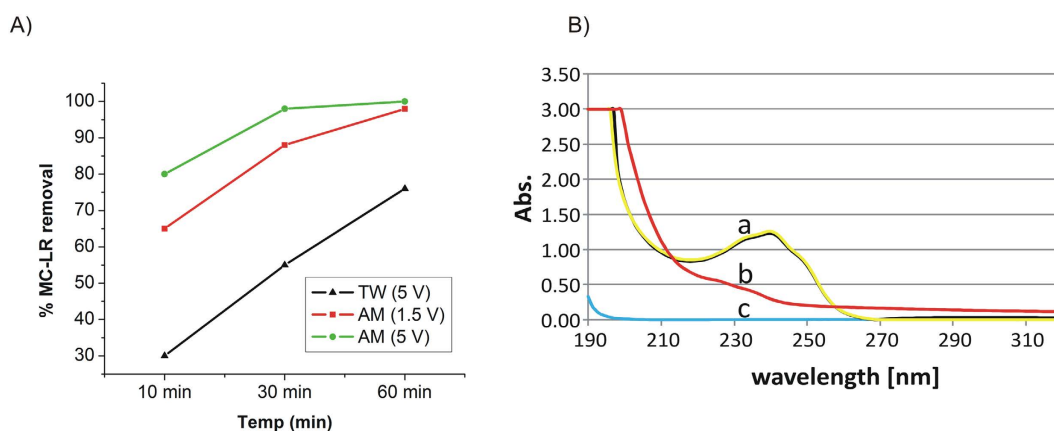 A)
% MC-LR removal
100
90
80
70
60
50
40
30
TW (5 V)
AM (1.5 V)
AM (5 V)
10 min
30 min
60 min
Temp (min)
B)
Abs.
3.50
3.00
2.50
2.00
1.50
1.00
0.50
0.00
a
b
c
190
210
230
250
270
290
310
wavelength [nm]